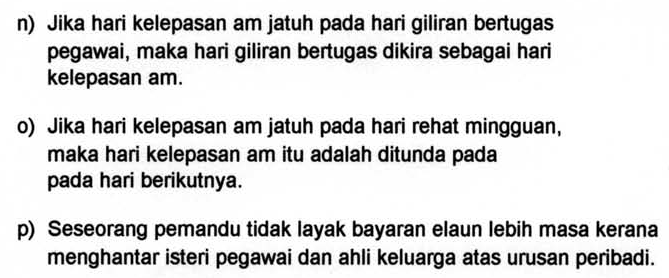 n) Jika hari kelepasan am jatuh pada hari giliran bertugas
pegawai, maka hari giliran bertugas dikira sebagai hari
kelepasan am.
o) Jika hari kelepasan am jatuh pada hari rehat mingguan,
maka hari kelepasan am itu adalah ditunda pada
pada hari berikutnya.
p) Seseorang pemandu tidak layak bayaran elaun lebih masa kerana
menghantar isteri pegawai dan ahli keluarga atas urusan peribadi.